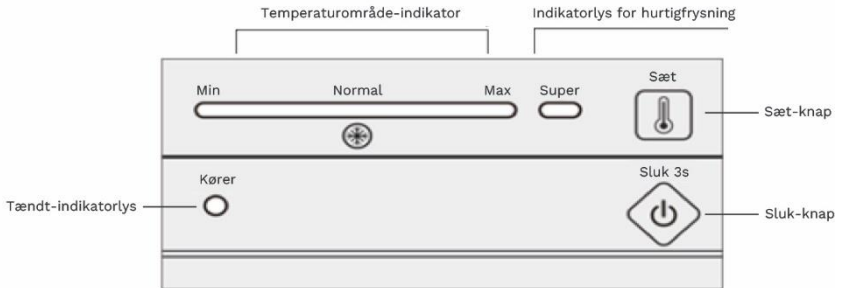 Temperaturområde-indikator
Indikatorlys for hurtigfrysning
Min
Normal
Max
Super
Sæt
Sæt-knap
Kører
Sluk 3s
Tændt-indikatorlys
Sluk-knap